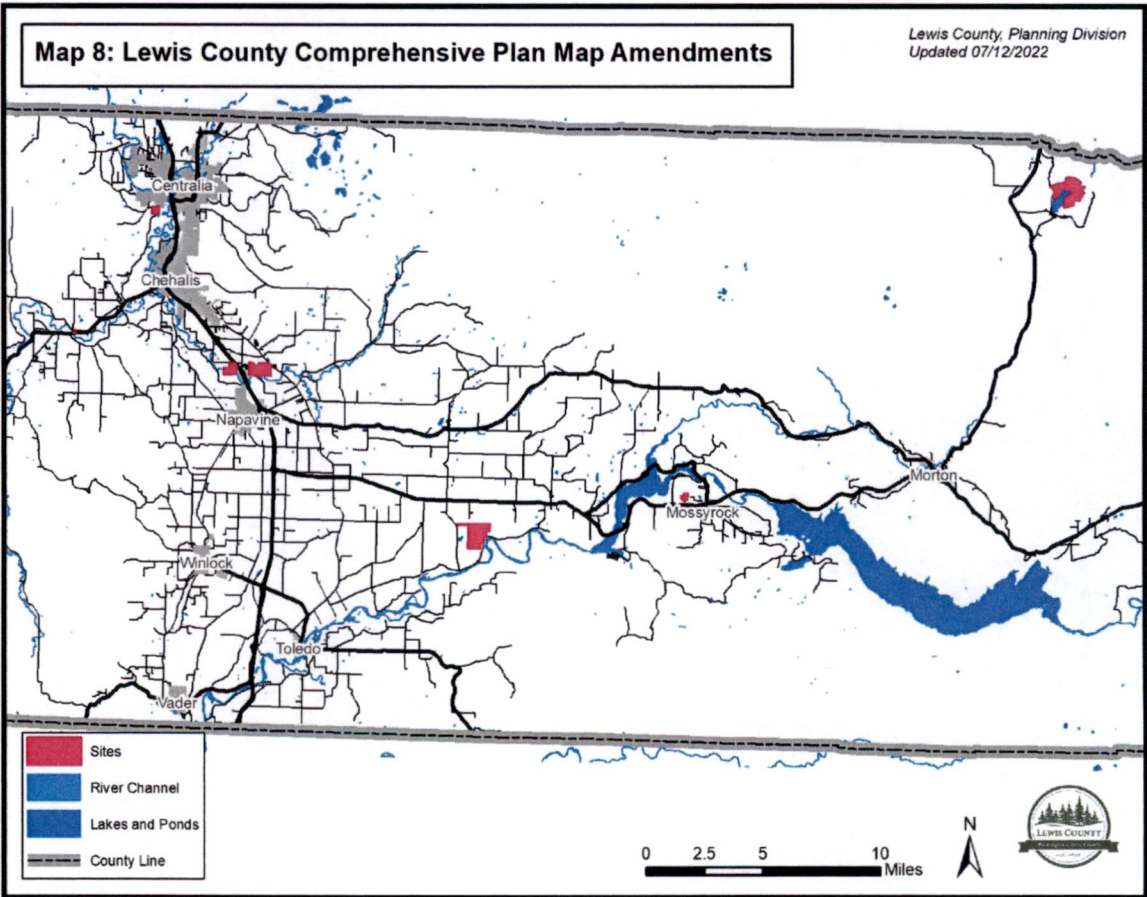 Map 8: Lewis County Comprehensive Plan Map Amendments
Lewis County, Planning Division
Updated 07/12/2022
Centralia
Chehalis
Napavine
Morton
Mossyrock
Winlock
Toledo
Vader
Sites
River Channel
Lakes and Ponds
County Line
0 2.5 5 10
Miles
N
LEWIS COUNTY